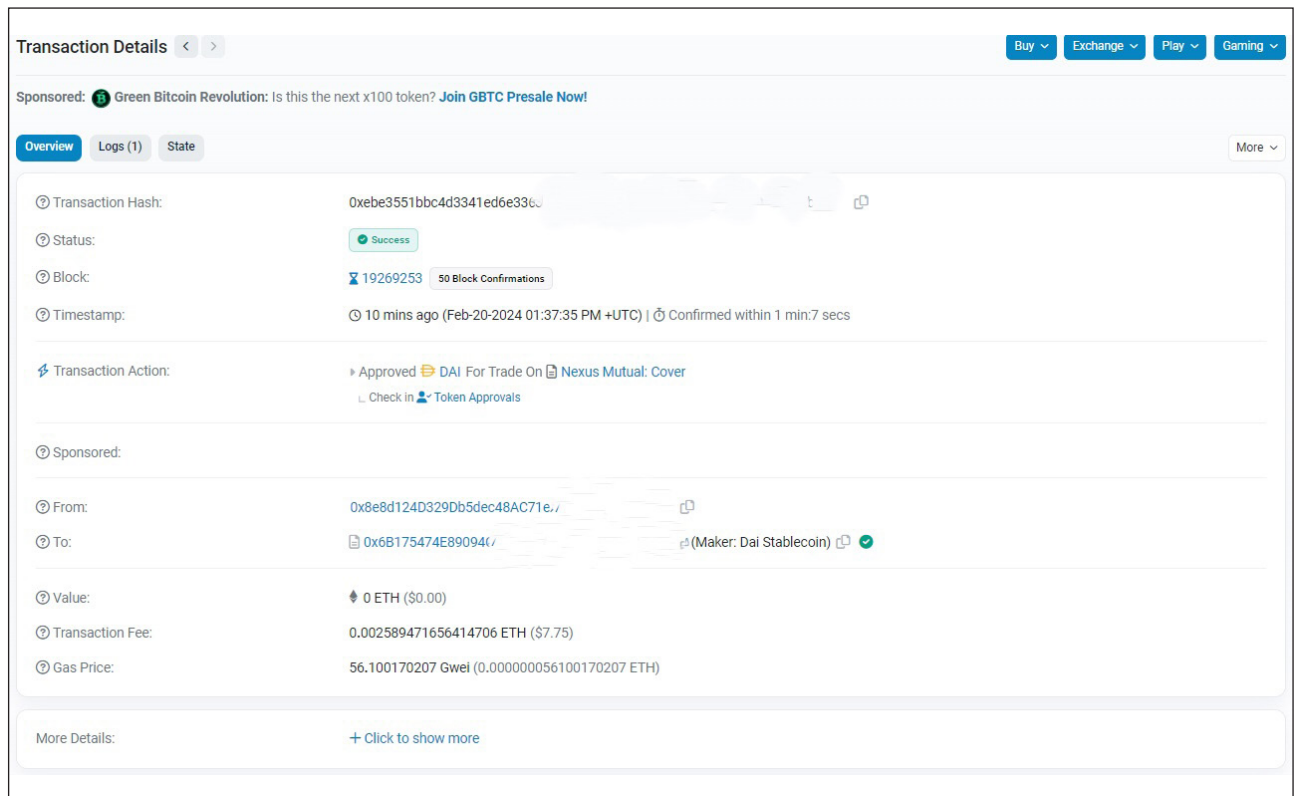 Transaction Details
Buy Exchange Play Gaming
Sponsored: Green Bitcoin Revolution: Is this the next x100 token? Join GBTC Presale Now!
Overview Logs (1) State More
Transaction Hash: 0xebe3551bbc4d3341ed6e336
Status: Success
Block: 19269253 50 Block Confirmations
Timestamp: 10 mins ago (Feb-20-2024 01:37:35 PM +UTC) | Confirmed within 1 min:7 secs
Transaction Action: Approved DAI For Trade On Nexus Mutual: Cover
Check in Token Approvals
Sponsored:
From: 0x8e8d124D329Db5dec48AC71e
To: 0x6B175474E89094 (Maker: Dai Stablecoin)
Value: 0 ETH ($0.00)
Transaction Fee: 0.002589471656414706 ETH ($7.75)
Gas Price: 56.100170207 Gwei (0.000000056100170207 ETH)
More Details: + Click to show more